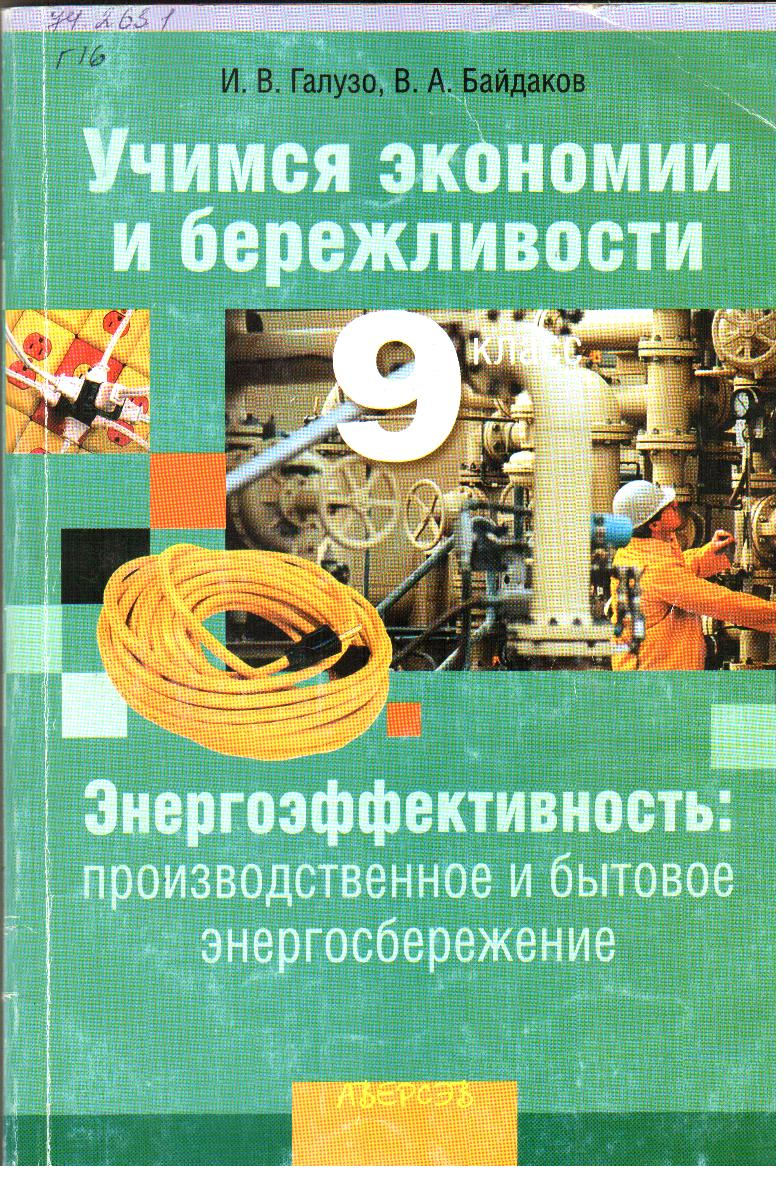 74 263 1
Г16
И. В. Галузо, В. А. Байдаков
Учимся экономии
и бережливости
9 класс
Энергоэффективность:
производственное и бытовое
энергосбережение
АВЕРСЭВ